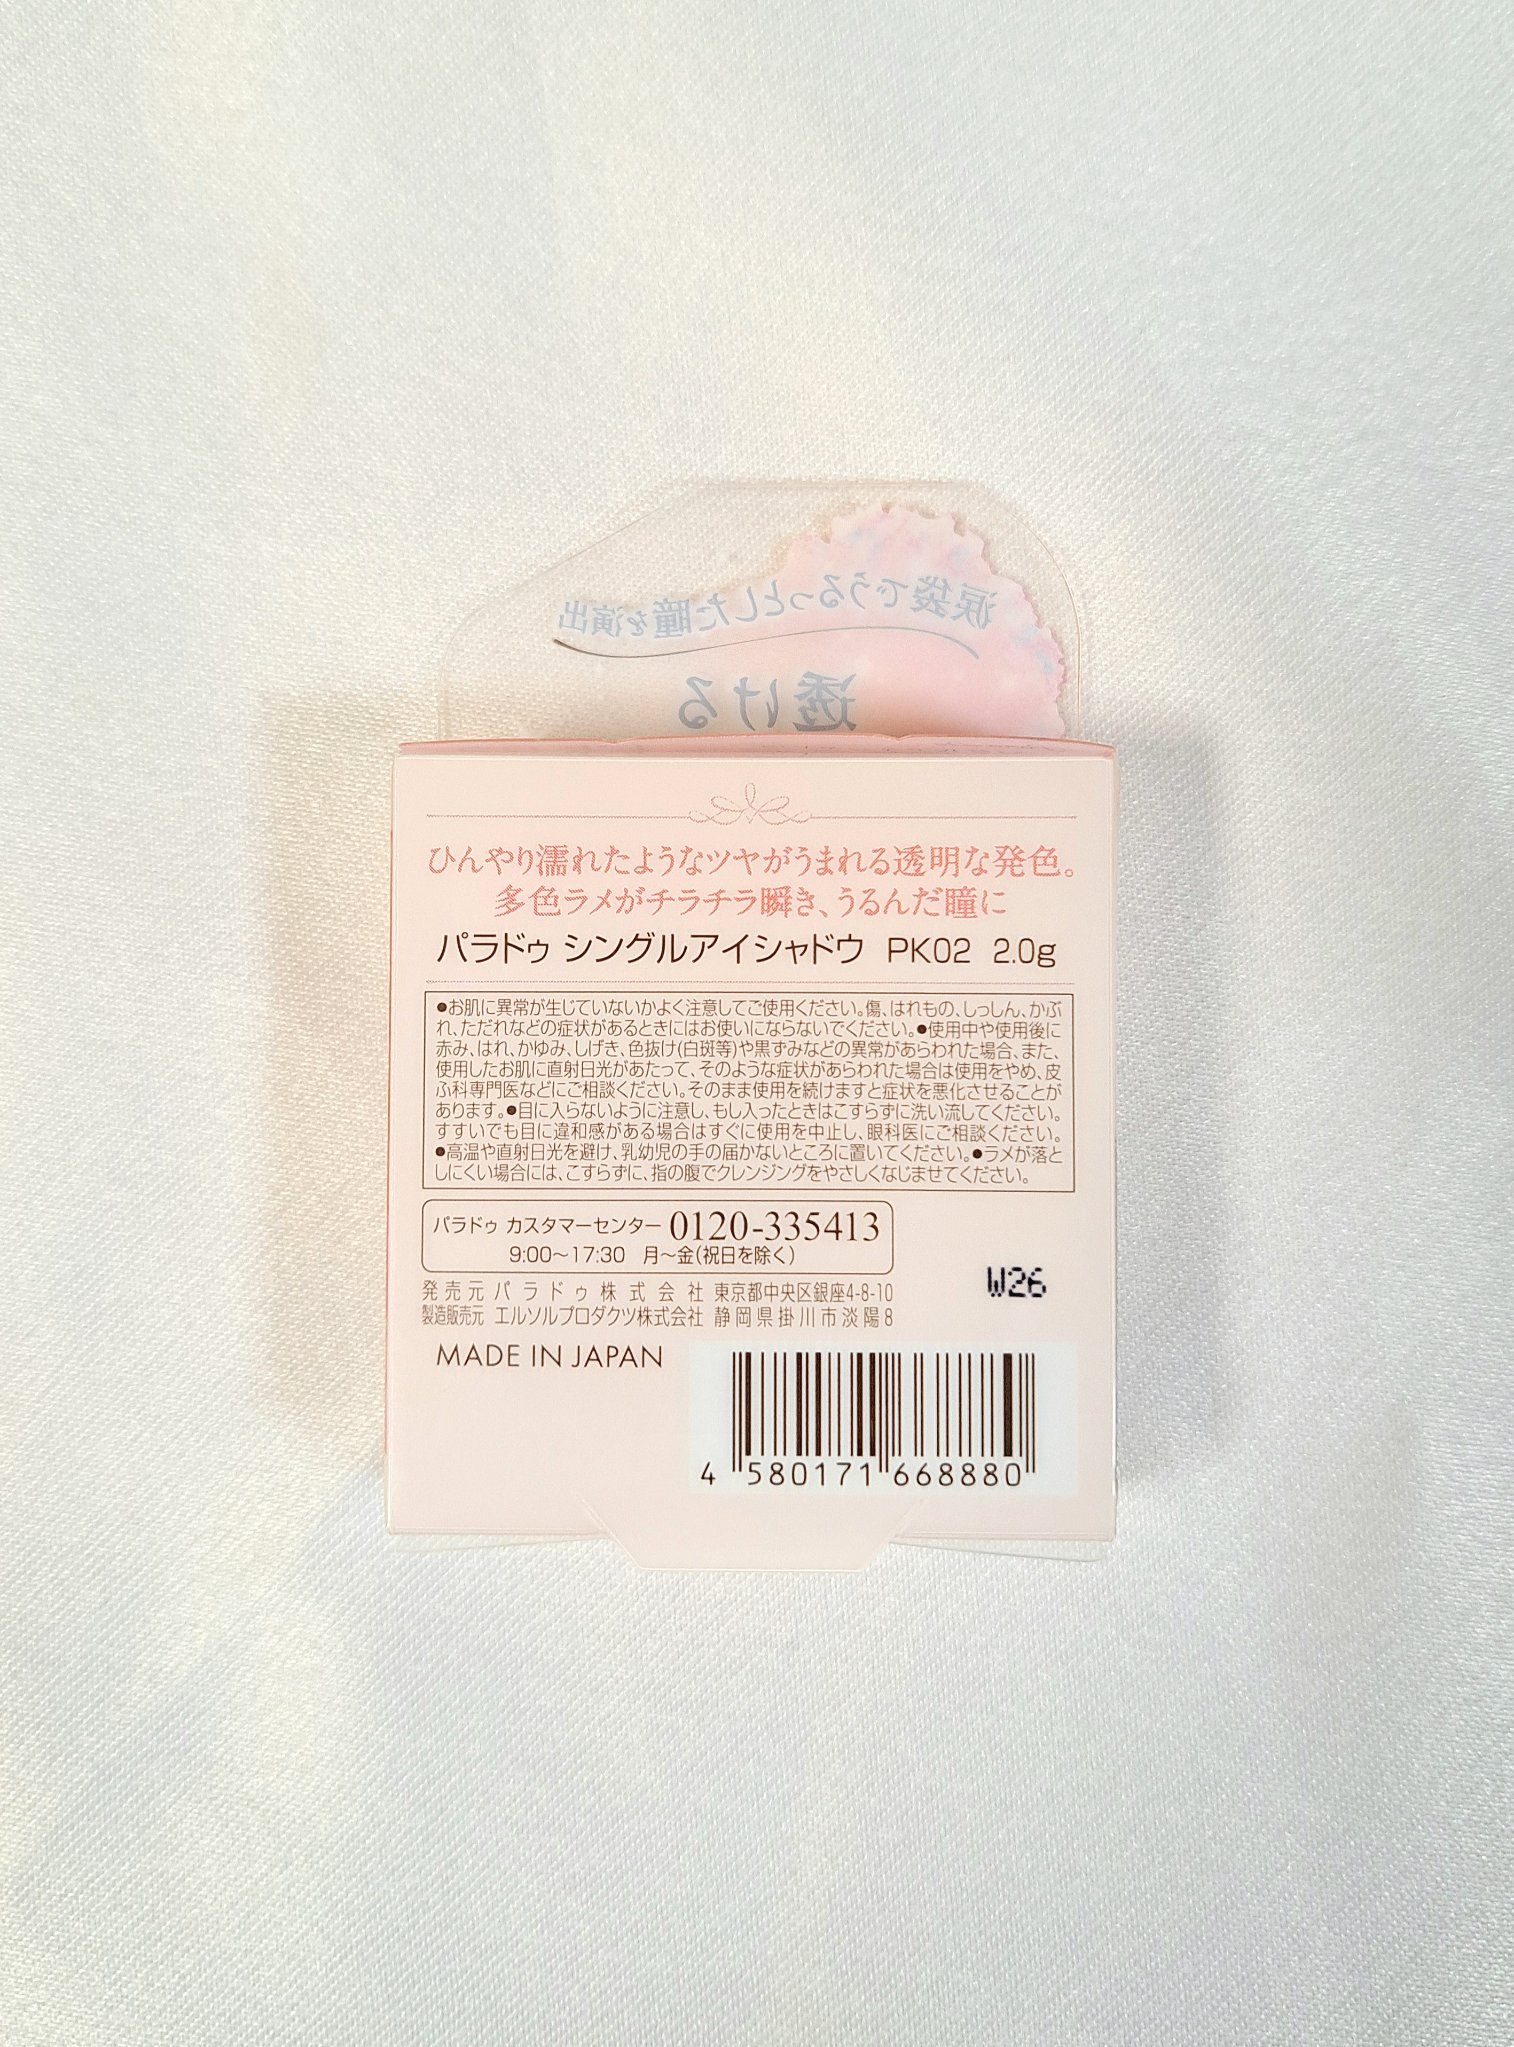 涙袋でうるっとした瞳を演出
透ける
ひんやり濡れたようなツヤがうまれる透明な発色。
多色ラメがチラチラ瞬き、うるんだ瞳に
パラドゥ シングルアイシャドウ PK02 2.0g
●お肌に異常が生じていないかよく注意してご使用ください。傷、はれもの、しっしん、かぶ
れ、ただれなどの症状があるときにはお使いにならないでください。●使用中や使用後に
赤み、はれ、かゆみ、しげき、色抜け(白斑等)や黒ずみなどの異常があらわれた場合、また、
使用したお肌に直射日光があたって、そのような症状があらわれた場合は使用をやめ、皮
ふ科専門医などにご相談ください。そのまま使用を続けますと症状を悪化させることが
あります。●目に入らないように注意し、もし入ったときはこすらずに洗い流してください。
すすいでも目に違和感がある場合はすぐに使用を中止し、眼科医にご相談ください。
●高温や直射日光を避け、乳幼児の手の届かないところに置いてください。●ラメが落と
しにくい場合には、こすらずに、指の腹でクレンジングをやさしくなじませてください。
パラドゥ カスタマーセンター 0120-335413
9:00〜17:30 月〜金(祝日を除く)
発売元 パラドゥ株式会社 東京都中央区銀座4-8-10
製造販売元 エルソルプロダクツ株式会社 静岡県掛川市淡陽8
W26
MADE IN JAPAN
4 580171 668880